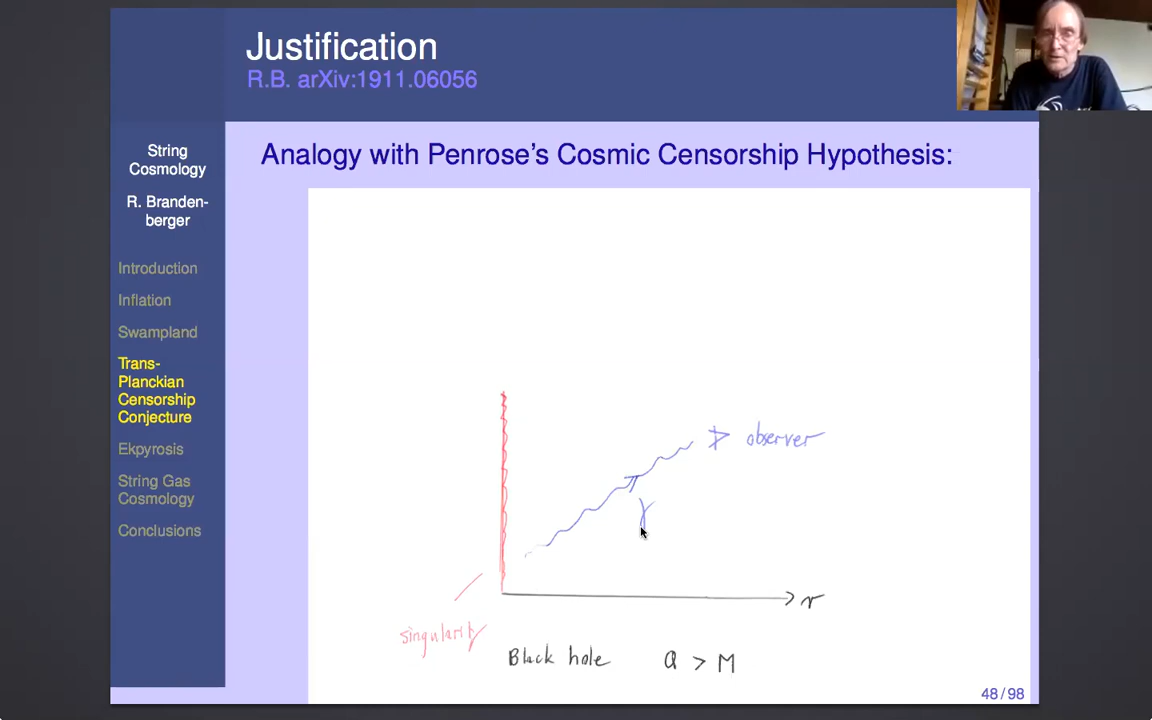 Justification
R.B. arXiv:1911.06056
String
Cosmology
R. Branden-
berger
Introduction
Inflation
Swampland
Trans-
Planckian
Censorship
Conjecture
Ekpyrosis
String Gas
Cosmology
Conclusions
Analogy with Penrose's Cosmic Censorship Hypothesis:
observer
γ
r
singularity
Black hole Q > M
48 / 98